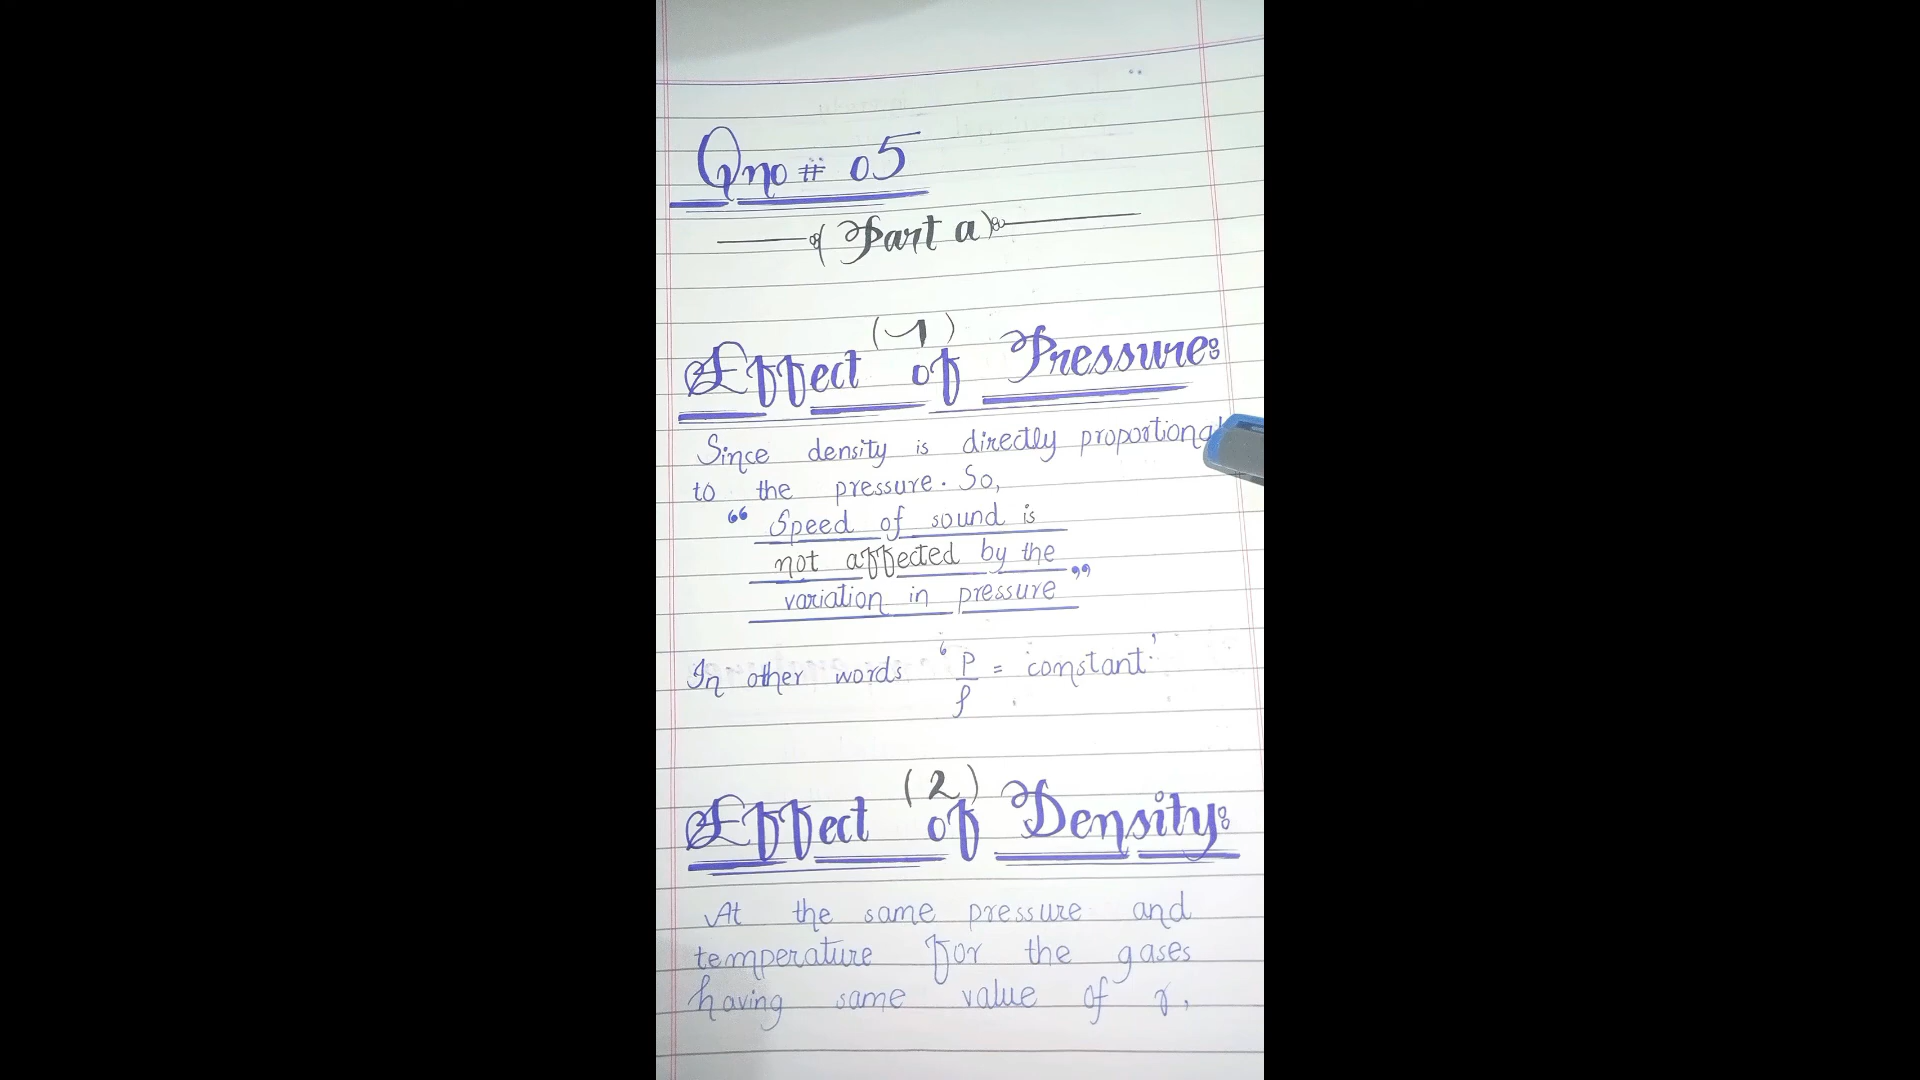 Qno # 05
(Part a)
(1)
Effect of Pressure:
Since density is directly proportional
to the pressure. So,
“ Speed of sound is
not affected by the
variation in pressure ”
In other words ‘ P/ρ = constant ’
(2)
Effect of Density:
At the same pressure and
temperature for the gases
having same value of γ,